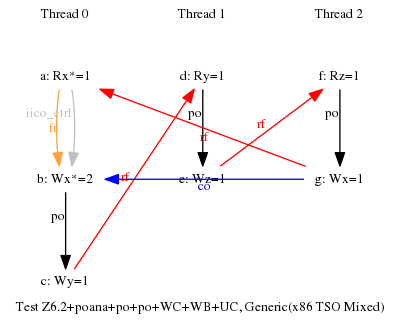 Thread 0 Thread 1 Thread 2
a: Rx*=1 d: Ry=1 f: Rz=1
iico_ctrl po po
fr rf rf
b: Wx*=2 rf e: Wz=1 g: Wx=1
co
po
c: Wy=1
Test Z6.2+poana+po+po+WC+WB+UC, Generic(x86 TSO Mixed)